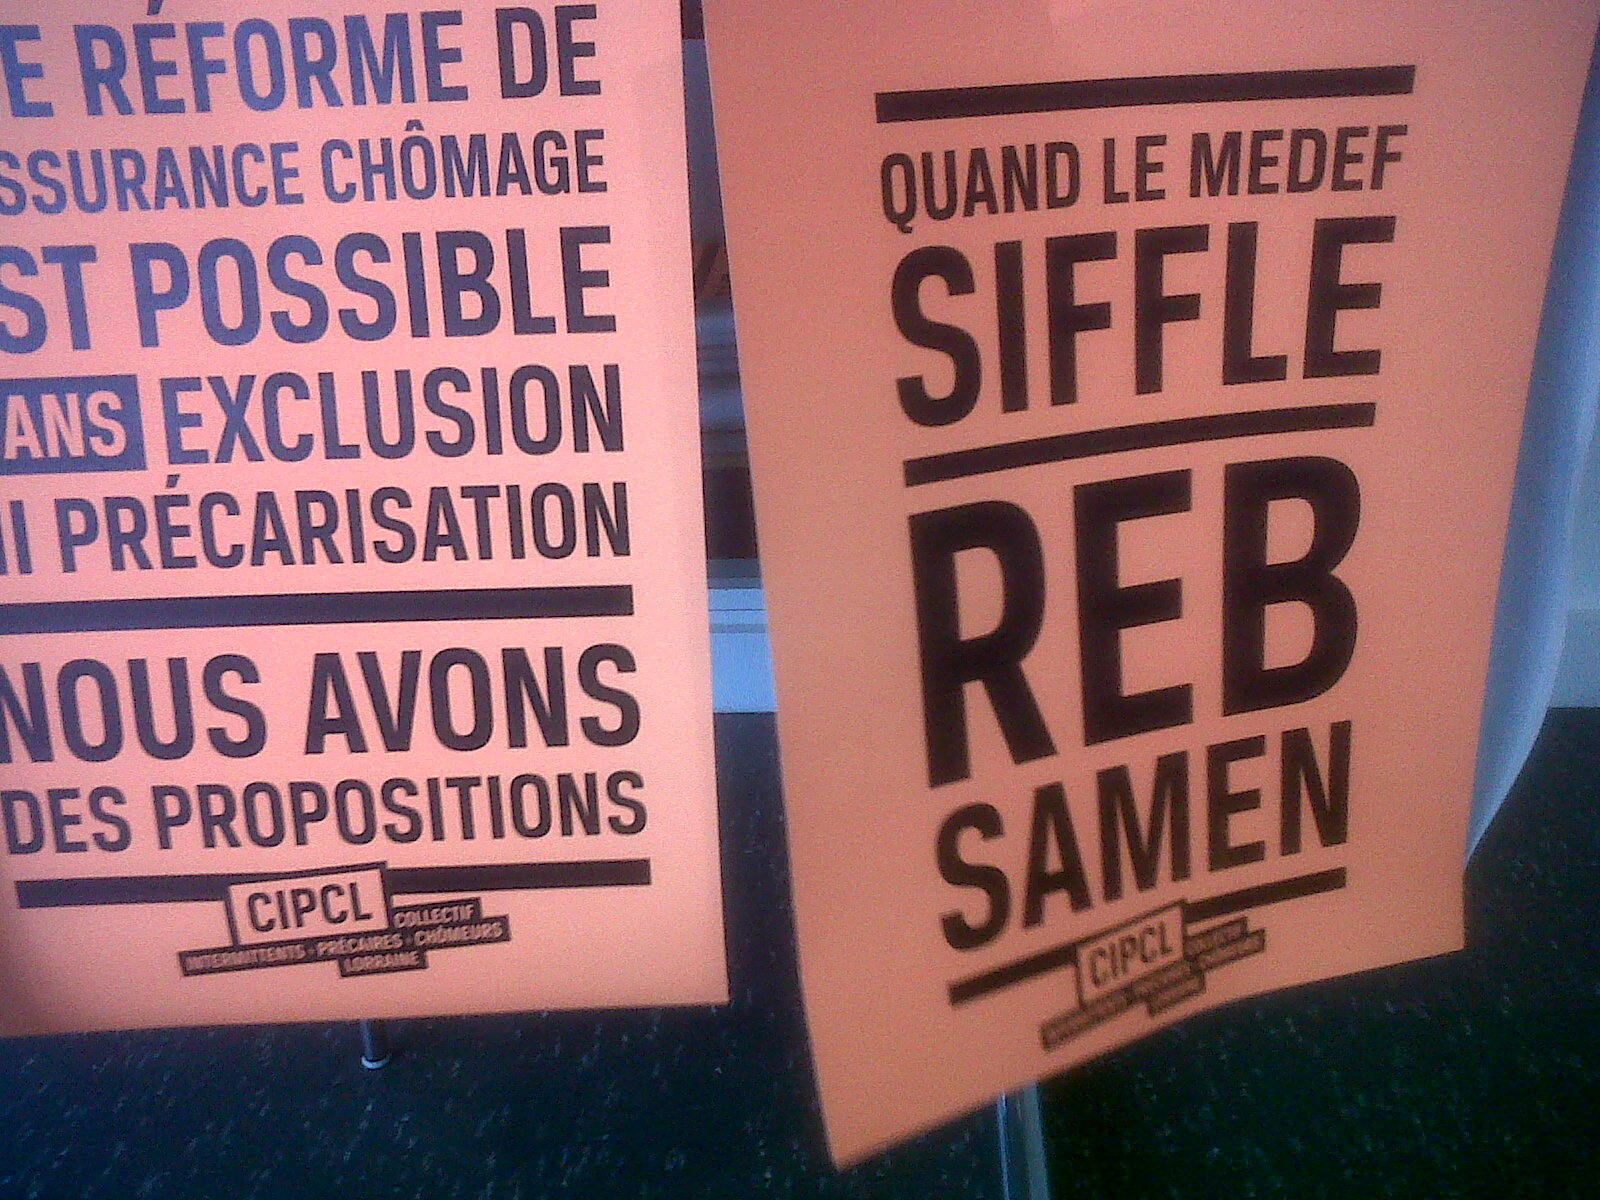 E RÉFORME DE
SSURANCE CHÔMAGE
ST POSSIBLE
ANS EXCLUSION
NI PRÉCARISATION
NOUS AVONS
DES PROPOSITIONS
CIPCL
COLLECTIF
INTERMITTENTS - PRÉCAIRES - CHÔMEURS
LORRAINE
QUAND LE MEDEF
SIFFLE
REB
SAMEN
CIPCL